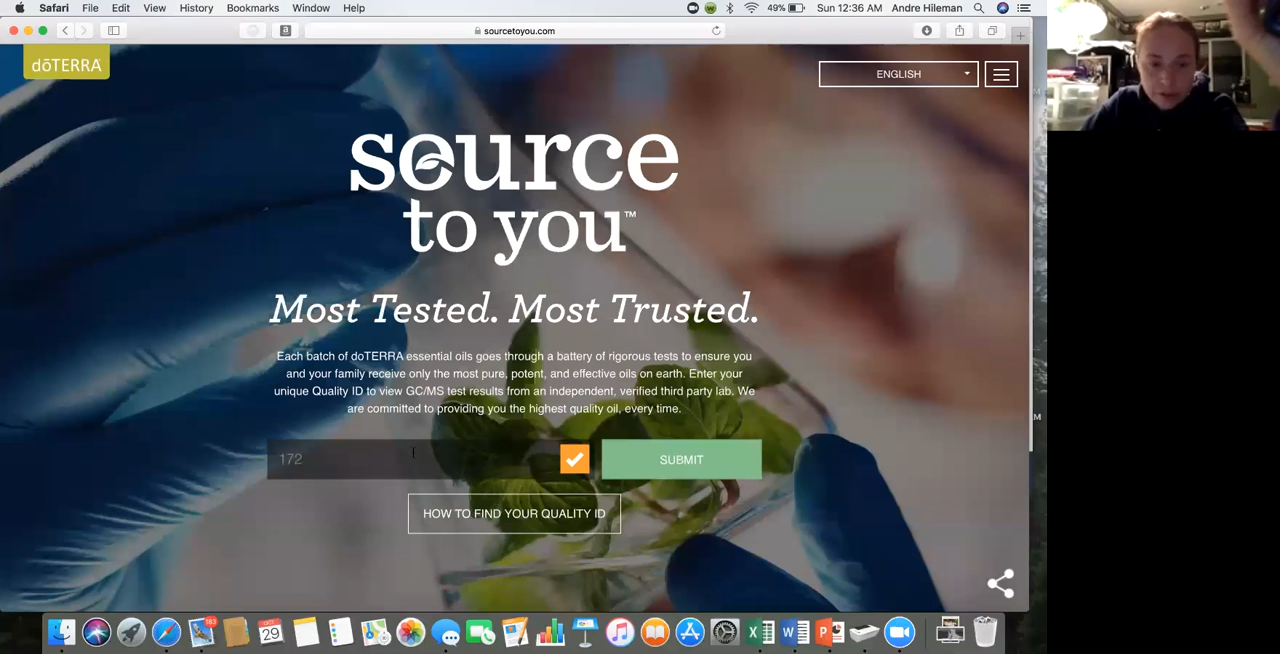 Safari File Edit View History Bookmarks Window Help
49% Sun 12:36 AM Andre Hileman
sourcetoyou.com
dōTERRA
ENGLISH
source
to you™
Most Tested. Most Trusted.
Each batch of doTERRA essential oils goes through a battery of rigorous tests to ensure you
and your family receive only the most pure, potent, and effective oils on earth. Enter your
unique Quality ID to view GC/MS test results from an independent, verified third party lab. We
are committed to providing you the highest quality oil, every time.
172
SUBMIT
HOW TO FIND YOUR QUALITY ID
OCT
29